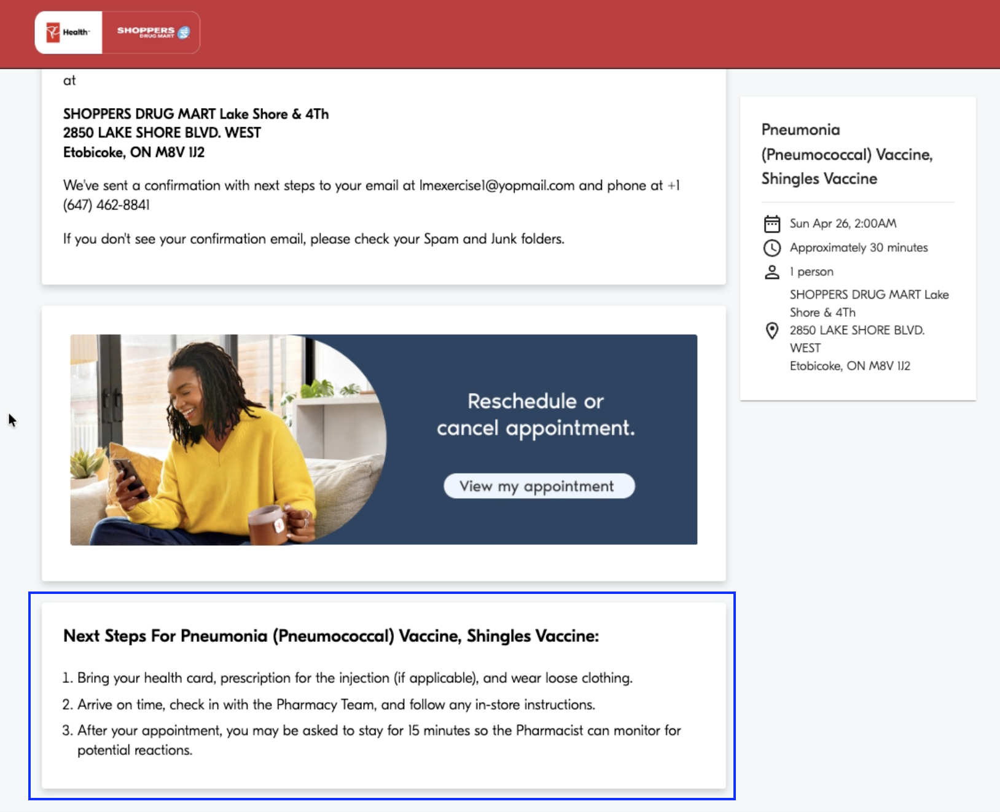 Health
SHOPPERS
DRUG MART
at
SHOPPERS DRUG MART Lake Shore & 4Th
2850 LAKE SHORE BLVD. WEST
Etobicoke, ON M8V 1J2
We've sent a confirmation with next steps to your email at lmexercise1@yopmail.com and phone at +1
(647) 462-8841
If you don't see your confirmation email, please check your Spam and Junk folders.
Pneumonia
(Pneumococcal) Vaccine,
Shingles Vaccine
Sun Apr 26, 2:00AM
Approximately 30 minutes
1 person
SHOPPERS DRUG MART Lake
Shore & 4Th
2850 LAKE SHORE BLVD.
WEST
Etobicoke, ON M8V 1J2
Reschedule or
cancel appointment.
View my appointment
Next Steps For Pneumonia (Pneumococcal) Vaccine, Shingles Vaccine:
1. Bring your health card, prescription for the injection (if applicable), and wear loose clothing.
2. Arrive on time, check in with the Pharmacy Team, and follow any in-store instructions.
3. After your appointment, you may be asked to stay for 15 minutes so the Pharmacist can monitor for
potential reactions.